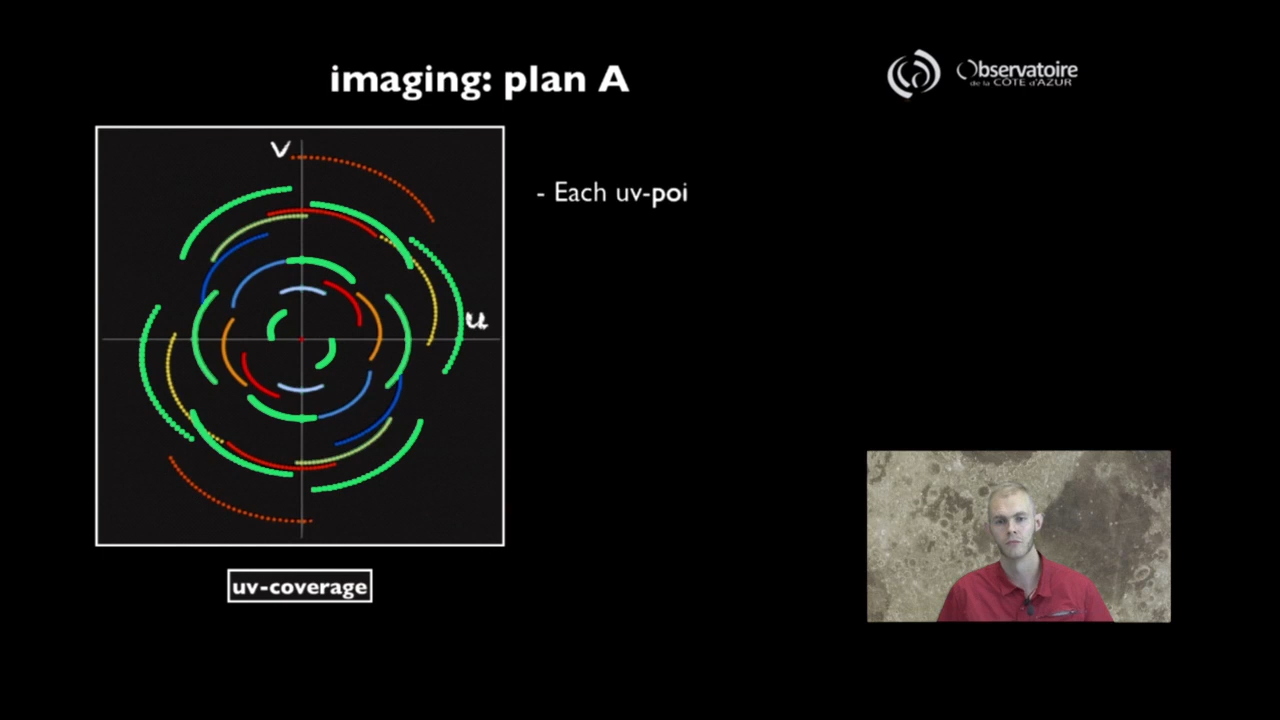 imaging: plan A
Observatoire
de la CÔTE d'AZUR
v
- Each uv-poi
u
uv-coverage